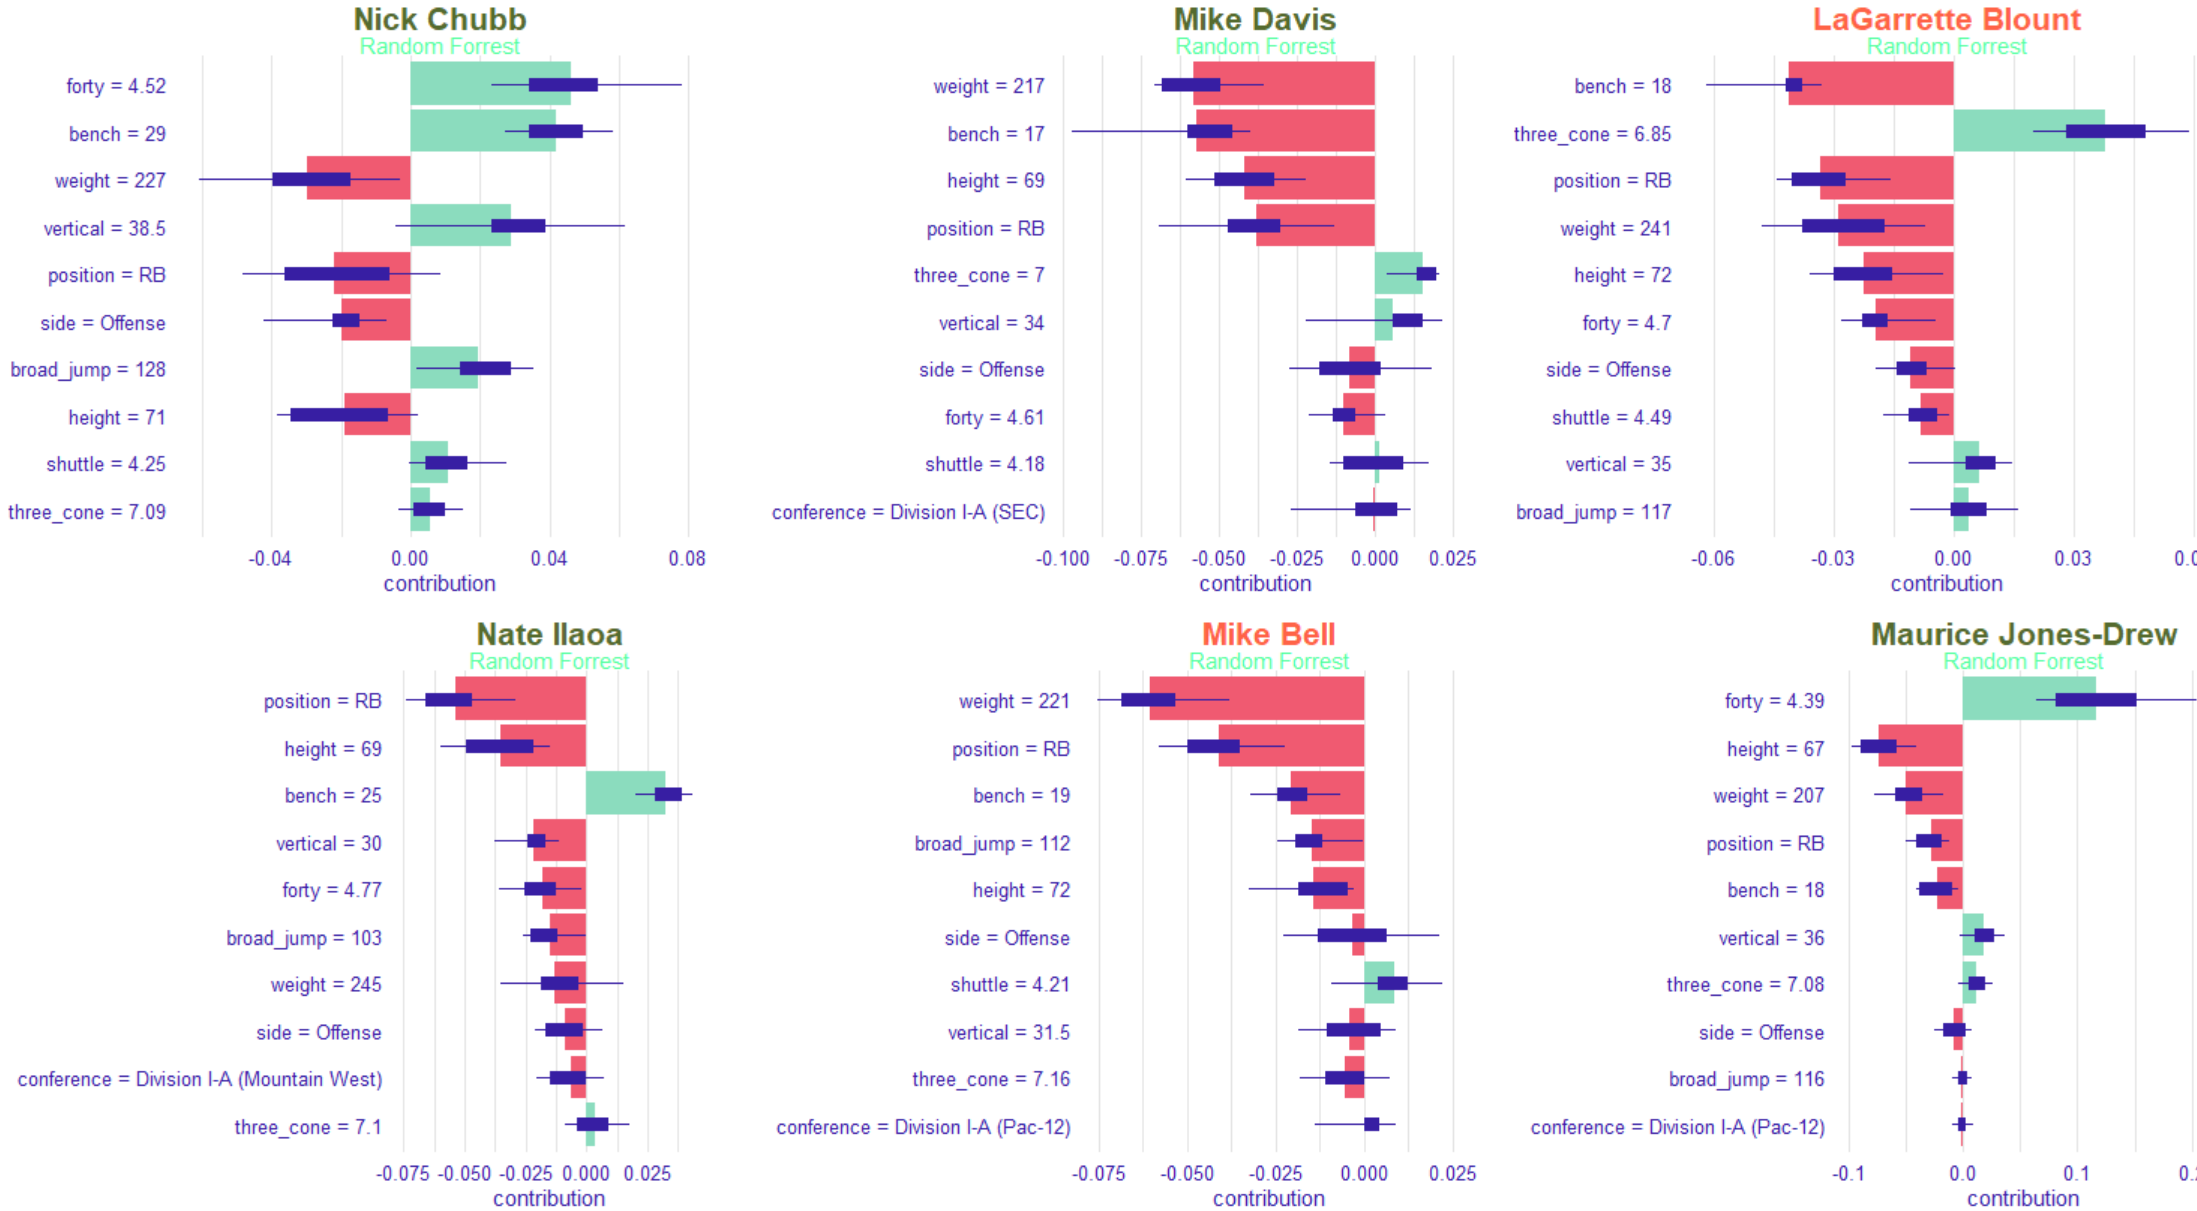 Nick Chubb
Random Forrest
forty = 4.52
bench = 29
weight = 227
vertical = 38.5
position = RB
side = Offense
broad_jump = 128
height = 71
shuttle = 4.25
three_cone = 7.09
-0.04 0.00 0.04 0.08
contribution
Mike Davis
Random Forrest
weight = 217
bench = 17
height = 69
position = RB
three_cone = 7
vertical = 34
side = Offense
forty = 4.61
shuttle = 4.18
conference = Division I-A (SEC)
-0.100 -0.075 -0.050 -0.025 0.000 0.025
contribution
LaGarrette Blount
Random Forrest
bench = 18
three_cone = 6.85
position = RB
weight = 241
height = 72
forty = 4.7
side = Offense
shuttle = 4.49
vertical = 35
broad_jump = 117
-0.06 -0.03 0.00 0.03
contribution
Nate Ilaoa
Random Forrest
position = RB
height = 69
bench = 25
vertical = 30
forty = 4.77
broad_jump = 103
weight = 245
side = Offense
conference = Division I-A (Mountain West)
three_cone = 7.1
-0.075 -0.050 -0.025 0.000 0.025
contribution
Mike Bell
Random Forrest
weight = 221
position = RB
bench = 19
broad_jump = 112
height = 72
side = Offense
shuttle = 4.21
vertical = 31.5
three_cone = 7.16
conference = Division I-A (Pac-12)
-0.075 -0.050 -0.025 0.000 0.025
contribution
Maurice Jones-Drew
Random Forrest
forty = 4.39
height = 67
weight = 207
position = RB
bench = 18
vertical = 36
three_cone = 7.08
side = Offense
broad_jump = 116
conference = Division I-A (Pac-12)
-0.1 0.0 0.1
contribution